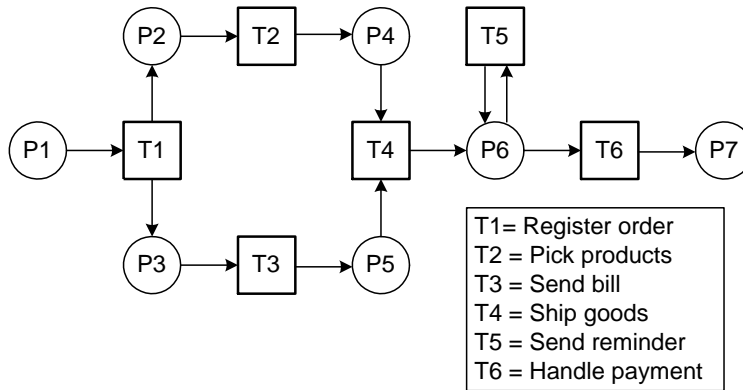 P2 T2 P4 T5
P1 T1 T4 P6 T6 P7
P3 T3 P5
T1= Register order
T2 = Pick products
T3 = Send bill
T4 = Ship goods
T5 = Send reminder
T6 = Handle payment